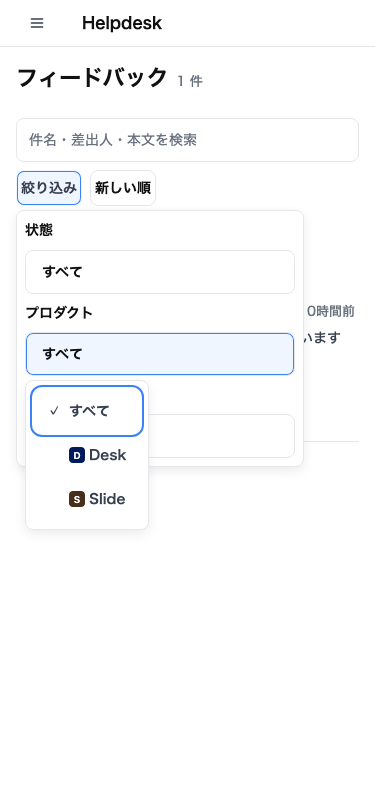 Helpdesk
フィードバック 1 件
件名・差出人・本文を検索
絞り込み 新しい順
状態
すべて
プロダクト
0時間前
すべて
います
✓ すべて
D Desk
S Slide